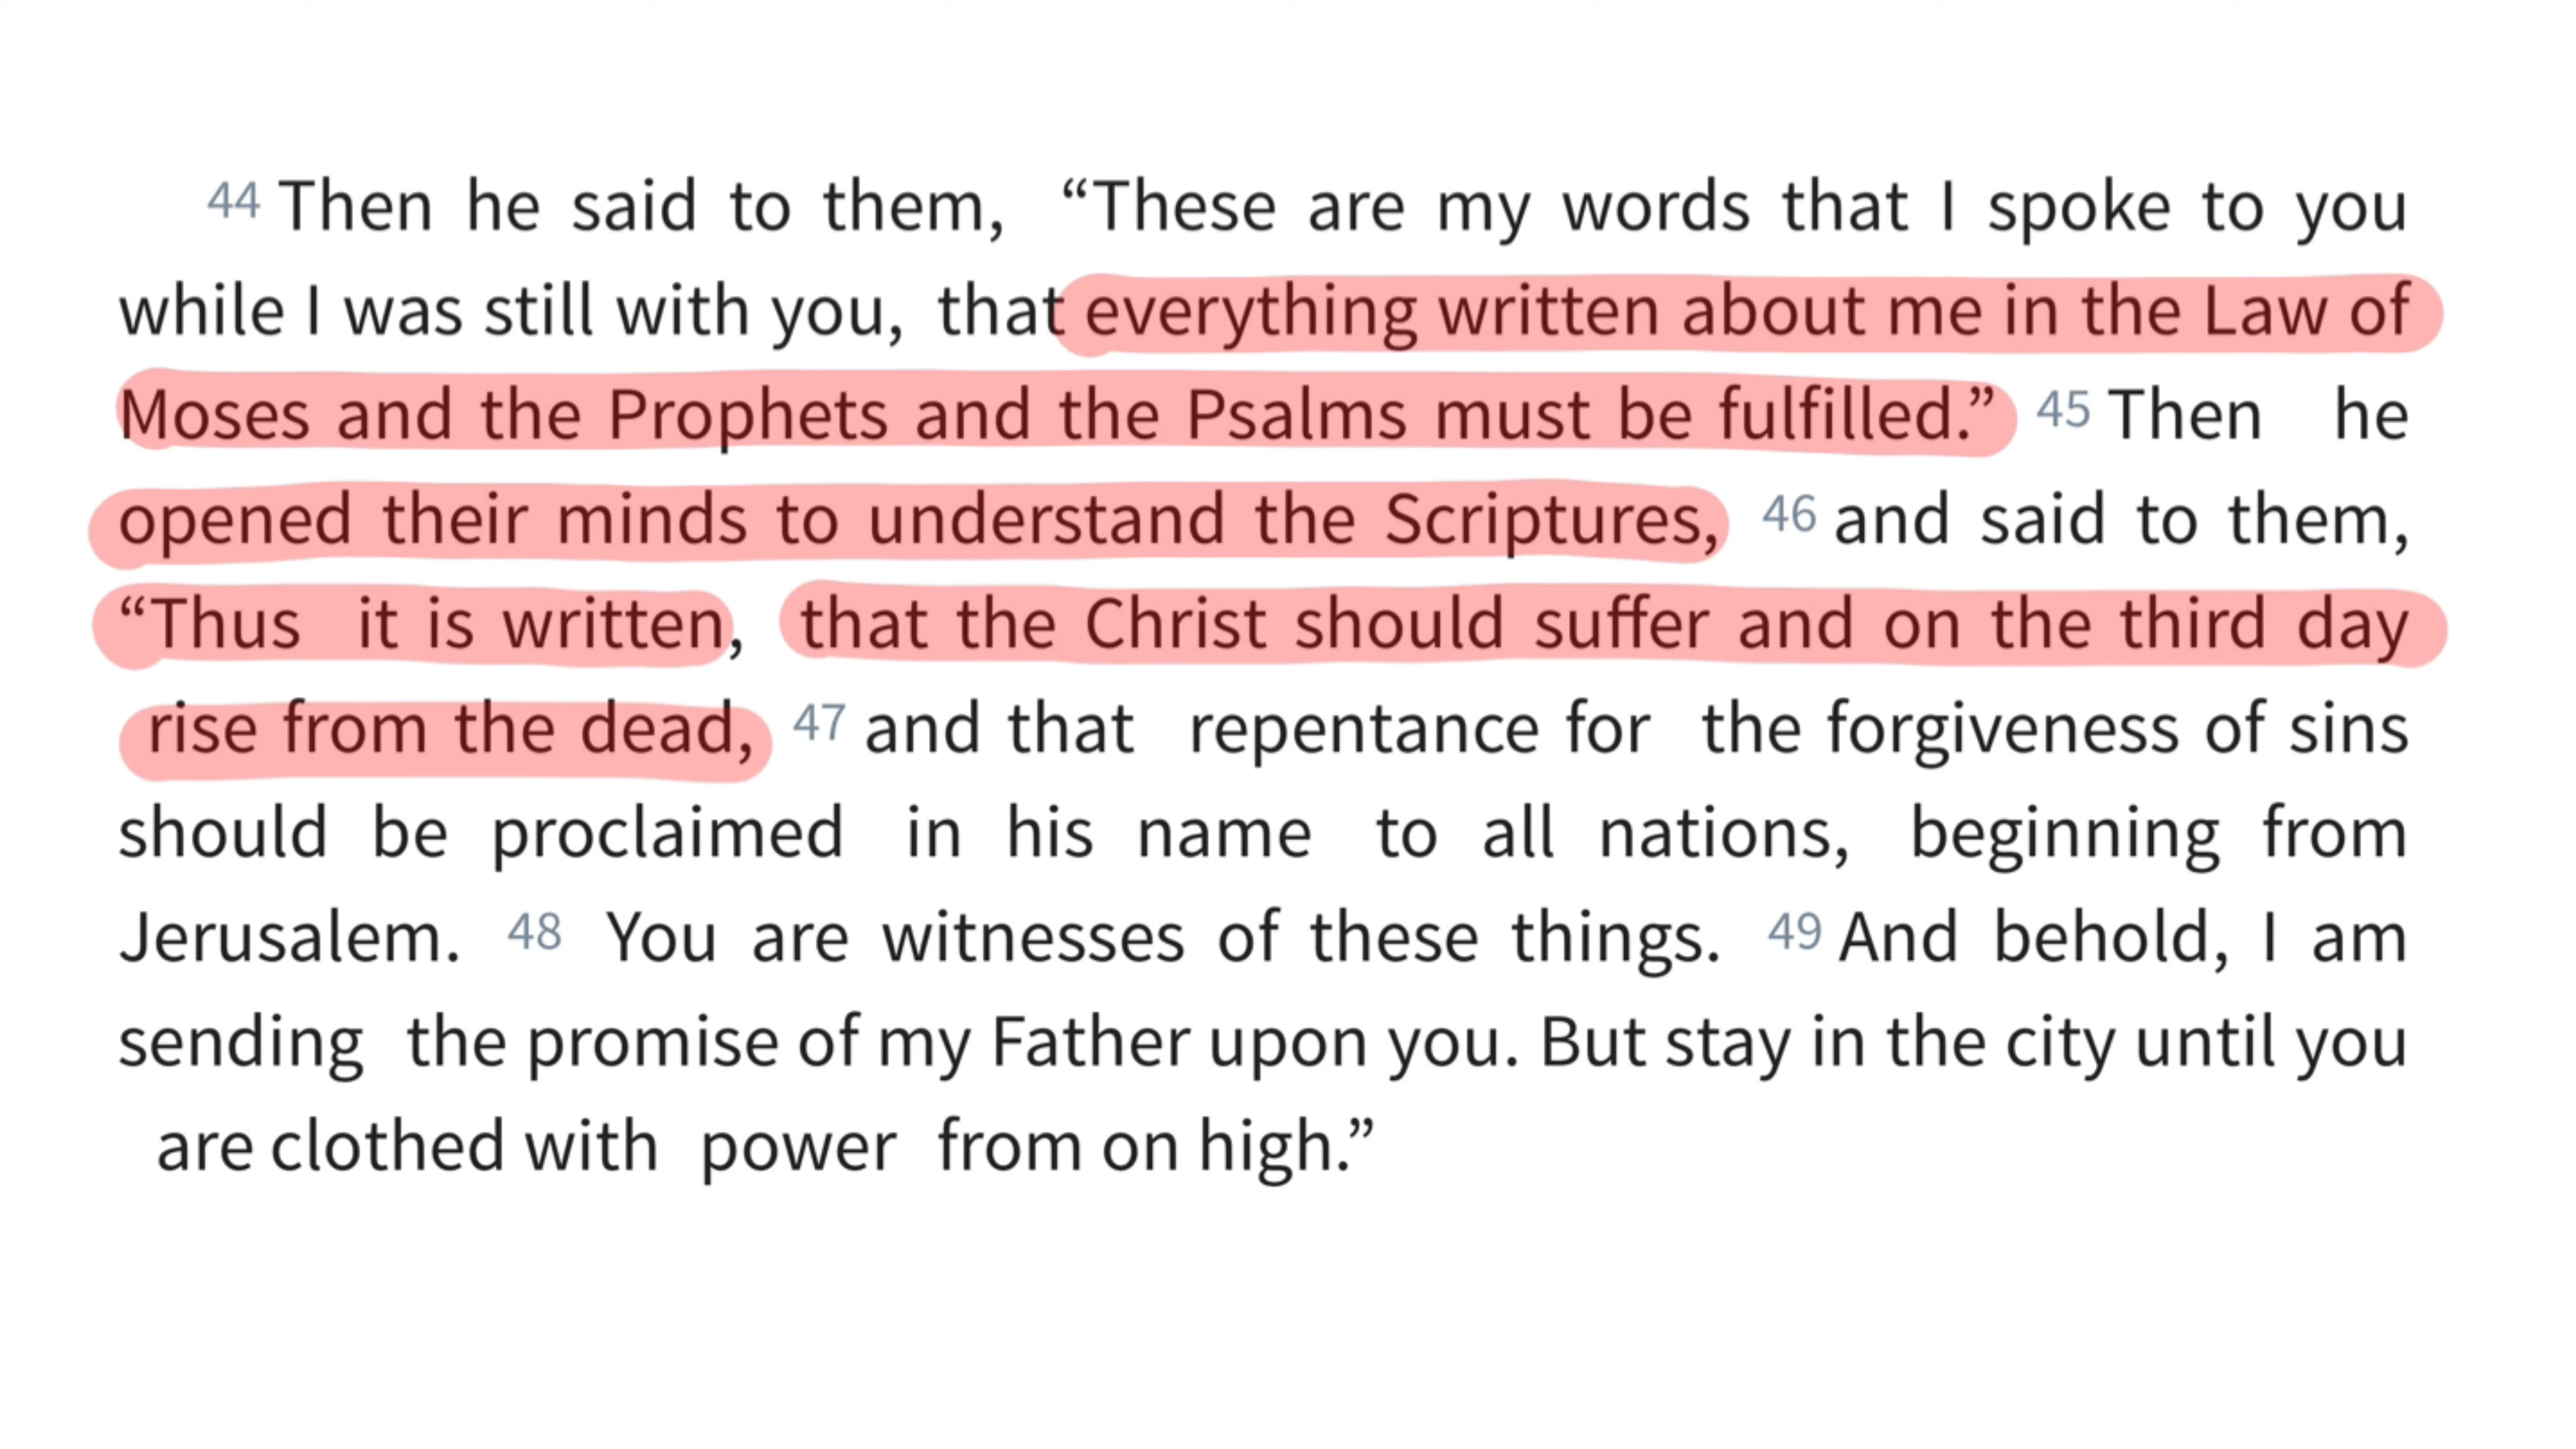 44 Then he said to them, “These are my words that I spoke to you
while I was still with you, that everything written about me in the Law of
Moses and the Prophets and the Psalms must be fulfilled.” 45 Then he
opened their minds to understand the Scriptures, 46 and said to them,
“Thus it is written, that the Christ should suffer and on the third day
rise from the dead, 47 and that repentance for the forgiveness of sins
should be proclaimed in his name to all nations, beginning from
Jerusalem. 48 You are witnesses of these things. 49 And behold, I am
sending the promise of my Father upon you. But stay in the city until you
are clothed with power from on high.”